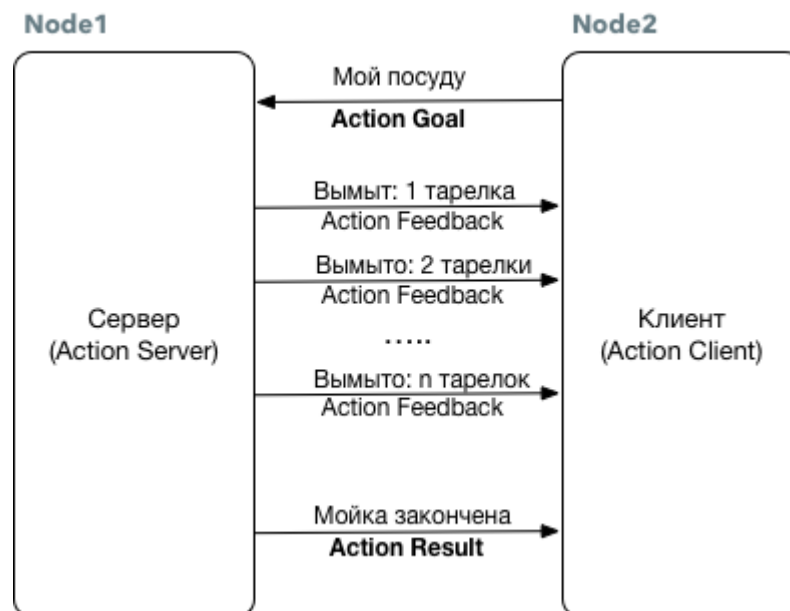 Node1
Node2
Мой посуду
Action Goal
Вымыт: 1 тарелка
Action Feedback
Вымыто: 2 тарелки
Action Feedback
.....
Вымыто: n тарелок
Action Feedback
Мойка закончена
Action Result
Сервер
(Action Server)
Клиент
(Action Client)